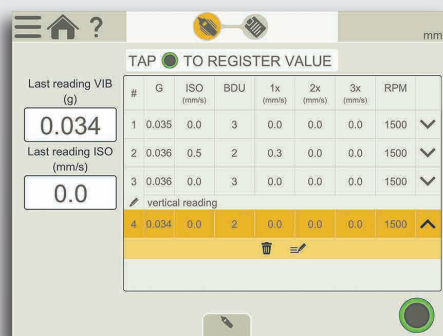 ?
mm
TAP TO REGISTER VALUE
Last reading VIB
(g)
0.034
Last reading ISO
(mm/s)
0.0
# G ISO (mm/s) BDU 1x (mm/s) 2x (mm/s) 3x (mm/s) RPM
1 0.035 0.0 3 0.0 0.0 0.0 1500
2 0.036 0.5 2 0.3 0.0 0.0 1500
3 0.036 0.0 3 0.0 0.0 0.0 1500
vertical reading
4 0.034 0.0 2 0.0 0.0 0.0 1500